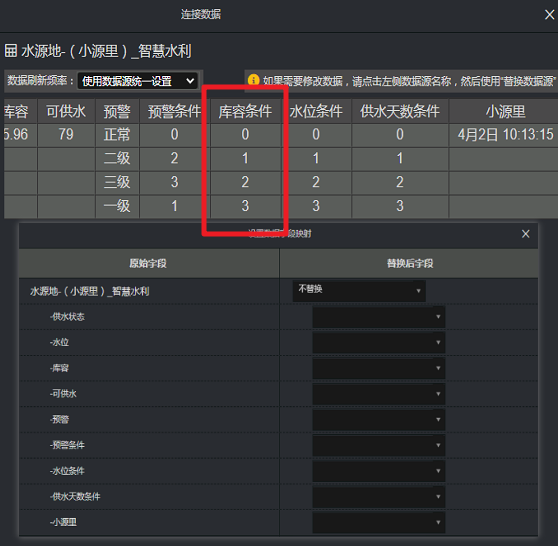 连接数据
水源地-（小源里）_智慧水利
数据刷新频率： 使用数据源统一设置 如果需要修改数据，请点击左侧数据源名称，然后使用“替换数据源”
库容 可供水 预警 预警条件 库容条件 水位条件 供水天数条件 小源里
5.96 79 正常 0 0 0 0 4月2日 10:13:15
二级 2 1 1 1
三级 3 2 2 2
一级 1 3 3 3
设置数据字段映射
原始字段 替换后字段
水源地-（小源里）_智慧水利 不替换
-供水状态
-水位
-库容
-可供水
-预警
-预警条件
-水位条件
-供水天数条件
-小源里